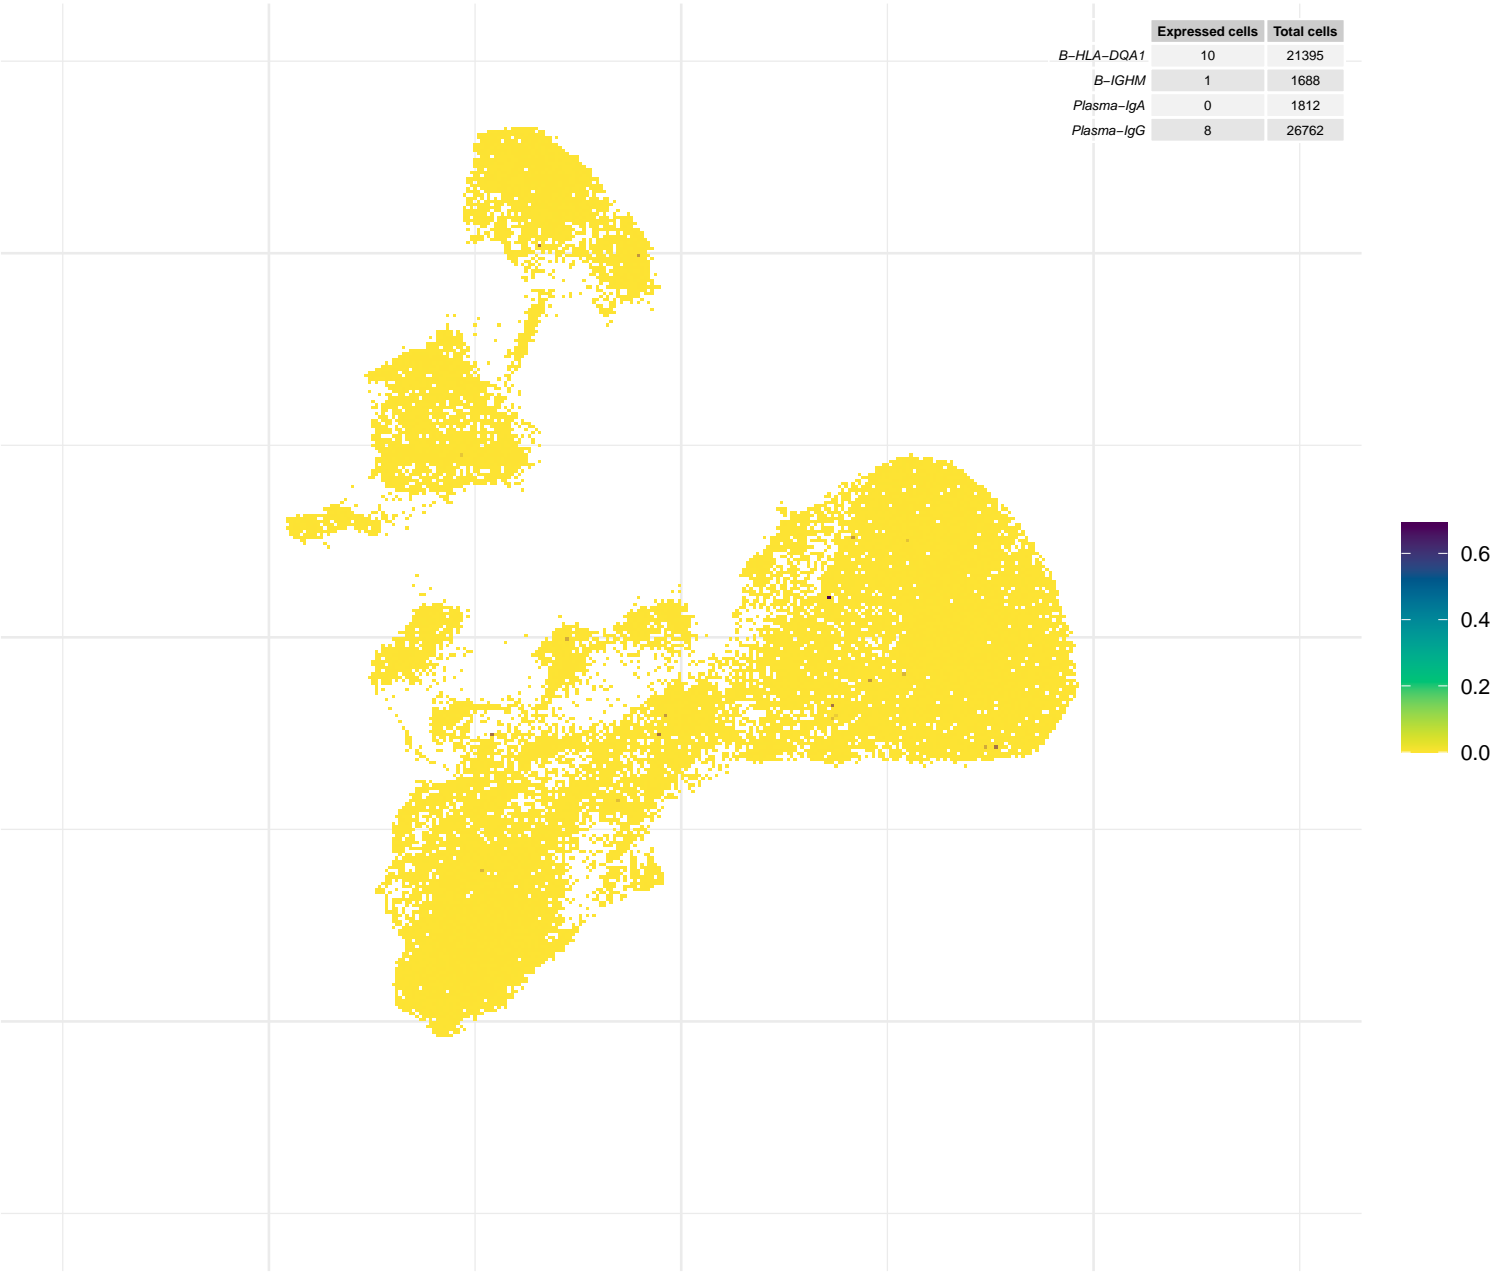 Expressed cells Total cells
B−HLA−DQA1 10 21395
B−IGHM 1 1688
Plasma−IgA 0 1812
Plasma−IgG 8 26762
0.6
0.4
0.2
0.0